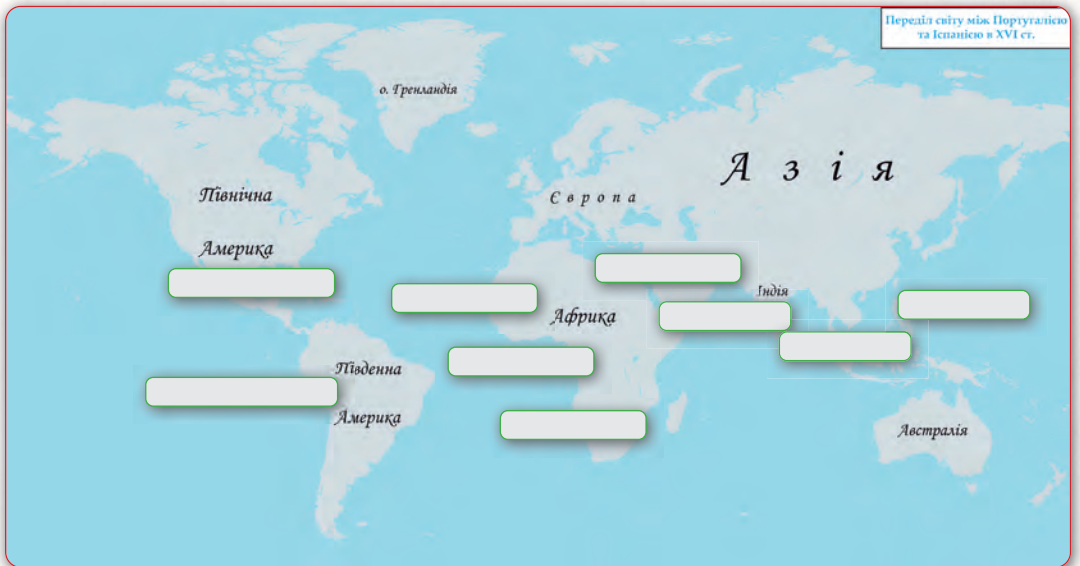 Переділ світу між Португалією
та Іспанією в XVI ст.
о. Гренландія
Азія
Північна
Європа
Америка
Індія
Африка
Південна
Америка
Австралія